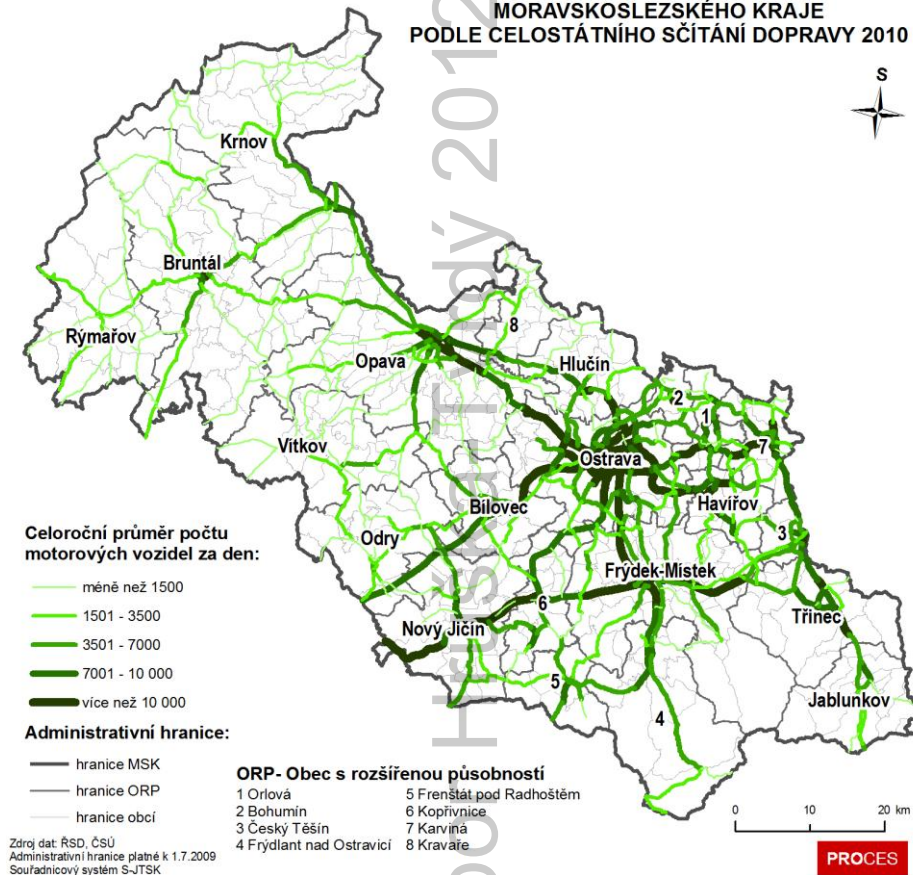 MORAVSKOSLEZSKÉHO KRAJE
PODLE CELOSTÁTNÍHO SČÍTÁNÍ DOPRAVY 2010
S
Krnov
Bruntál
Rýmařov
8
Opava
Hlučín
2
1
Vítkov
Ostrava
7
Bílovec
Havířov
Odry
3
Frýdek-Místek
6
Nový Jičín
Třinec
5
Jablunkov
4
Celoroční průměr počtu
motorových vozidel za den:
méně než 1500
1501 - 3500
3501 - 7000
7001 - 10 000
více než 10 000
Administrativní hranice:
hranice MSK
hranice ORP
hranice obcí
ORP- Obec s rozšířenou působností
1 Orlová
2 Bohumín
3 Český Těšín
4 Frýdlant nad Ostravicí
5 Frenštát pod Radhoštěm
6 Kopřivnice
7 Karviná
8 Kravaře
0 10 20 km
Zdroj dat: ŘSD, ČSÚ
Administrativní hranice platné k 1.7.2009
Souřadnicový systém S-JTSK
PROCES
Hruška-Tvrdý 2012